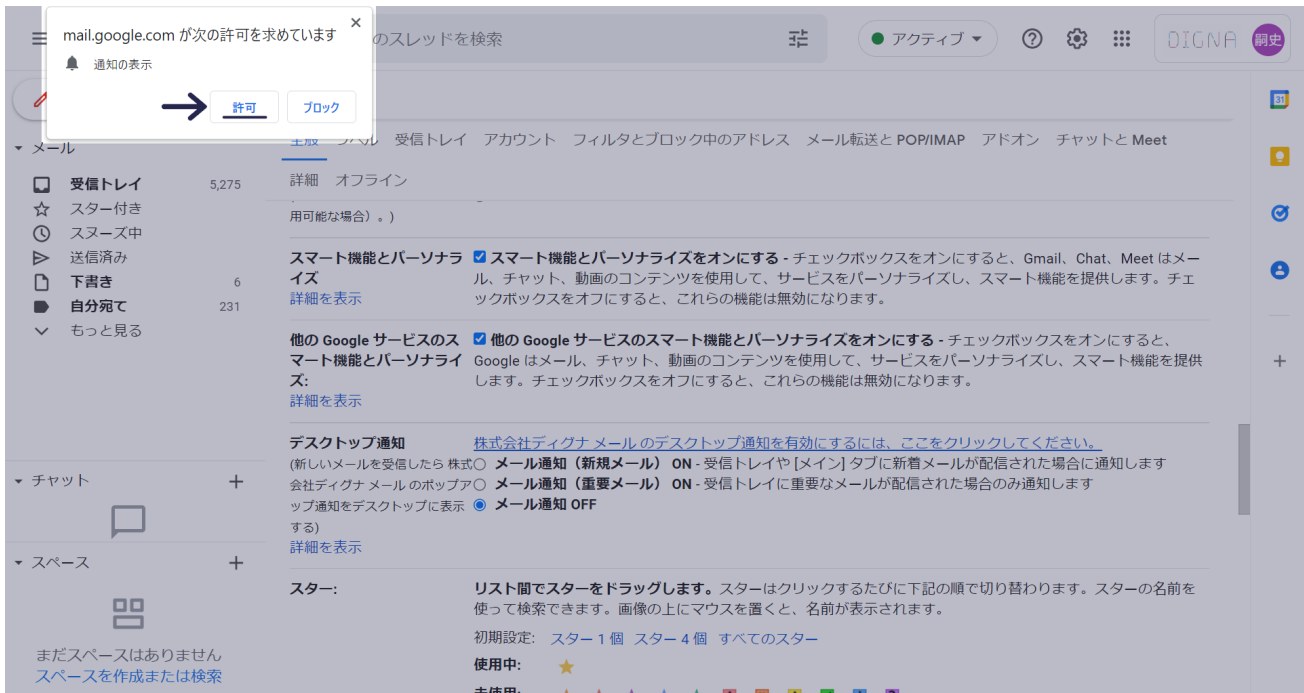 mail.google.com が次の許可を求めています
通知の表示
許可
ブロック
のスレッドを検索
アクティブ
DIGNA
嗣史
31
メール
受信トレイ 5,275
スター付き
スヌーズ中
送信済み
下書き 6
自分宛て 231
もっと見る
チャット
スペース
まだスペースはありません
スペースを作成または検索
全般 ラベル 受信トレイ アカウント フィルタとブロック中のアドレス メール転送と POP/IMAP アドオン チャットと Meet
詳細 オフライン
用可能な場合）。)
スマート機能とパーソナラ
イズ
詳細を表示
スマート機能とパーソナライズをオンにする - チェックボックスをオンにすると、Gmail、Chat、Meet はメー
ル、チャット、動画のコンテンツを使用して、サービスをパーソナライズし、スマート機能を提供します。チェ
ックボックスをオフにすると、これらの機能は無効になります。
他の Google サービスのス
マート機能とパーソナライ
ズ:
詳細を表示
他の Google サービスのスマート機能とパーソナライズをオンにする - チェックボックスをオンにすると、
Google はメール、チャット、動画のコンテンツを使用して、サービスをパーソナライズし、スマート機能を提供
します。チェックボックスをオフにすると、これらの機能は無効になります。
デスクトップ通知
(新しいメールを受信したら 株式
会社ディグナ メール のポップア
ップ通知をデスクトップに表示
する)
詳細を表示
株式会社ディグナ メール のデスクトップ通知を有効にするには、ここをクリックしてください。
メール通知（新規メール） ON - 受信トレイや [メイン] タブに新着メールが配信された場合に通知します
メール通知（重要メール） ON - 受信トレイに重要なメールが配信された場合のみ通知します
メール通知 OFF
スター:
リスト間でスターをドラッグします。スターはクリックするたびに下記の順で切り替わります。スターの名前を
使って検索できます。画像の上にマウスを置くと、名前が表示されます。
初期設定: スター 1 個 スター 4 個 すべてのスター
使用中:
未使用: